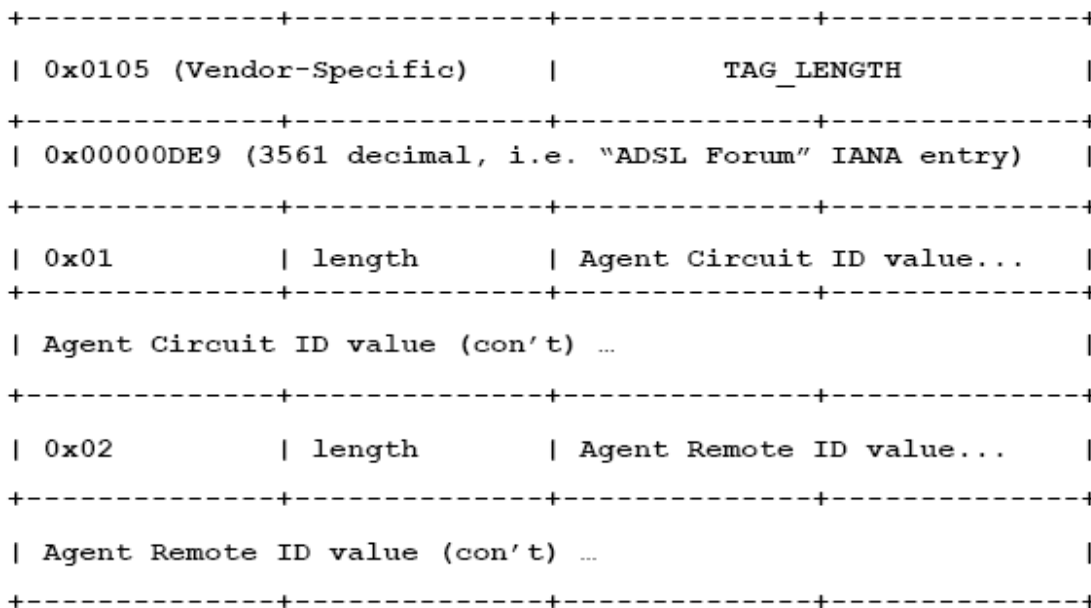 +--------------+--------------+--------------+--------------+
| 0x0105 (Vendor-Specific) | TAG_LENGTH |
+--------------+--------------+--------------+--------------+
| 0x00000DE9 (3561 decimal, i.e. “ADSL Forum” IANA entry) |
+--------------+--------------+--------------+--------------+
| 0x01 | length | Agent Circuit ID value... |
+--------------+--------------+--------------+--------------+
| Agent Circuit ID value (con’t) … |
+--------------+--------------+--------------+--------------+
| 0x02 | length | Agent Remote ID value... |
+--------------+--------------+--------------+--------------+
| Agent Remote ID value (con’t) … |
+--------------+--------------+--------------+--------------+